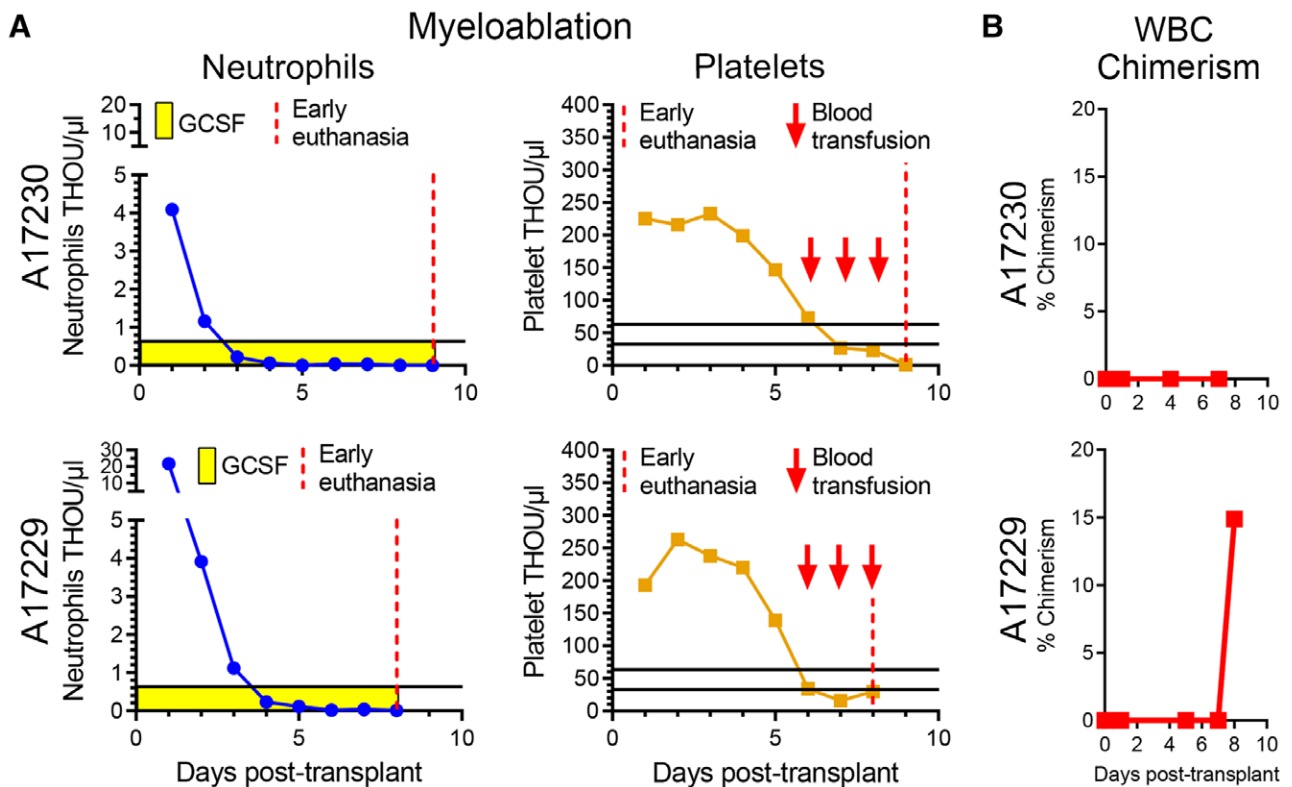 A
Myeloablation
B
WBC
Chimerism
Neutrophils
Platelets
A17230
Neutrophils THOU/µl
20
10
5
4
3
2
1
0
GCSF
Early
euthanasia
0
5
10
Platelet THOU/µl
400
350
300
250
200
150
100
50
0
Early
euthanasia
Blood
transfusion
0
5
10
A17230
% Chimerism
20
15
10
5
0
0 2 4 6 8 10
A17229
Neutrophils THOU/µl
30
20
10
5
4
3
2
1
0
GCSF
Early
euthanasia
0
5
10
Days post-transplant
Platelet THOU/µl
400
350
300
250
200
150
100
50
0
Early
euthanasia
Blood
transfusion
0
5
10
Days post-transplant
A17229
% Chimerism
20
15
10
5
0
0 2 4 6 8 10
Days post-transplant